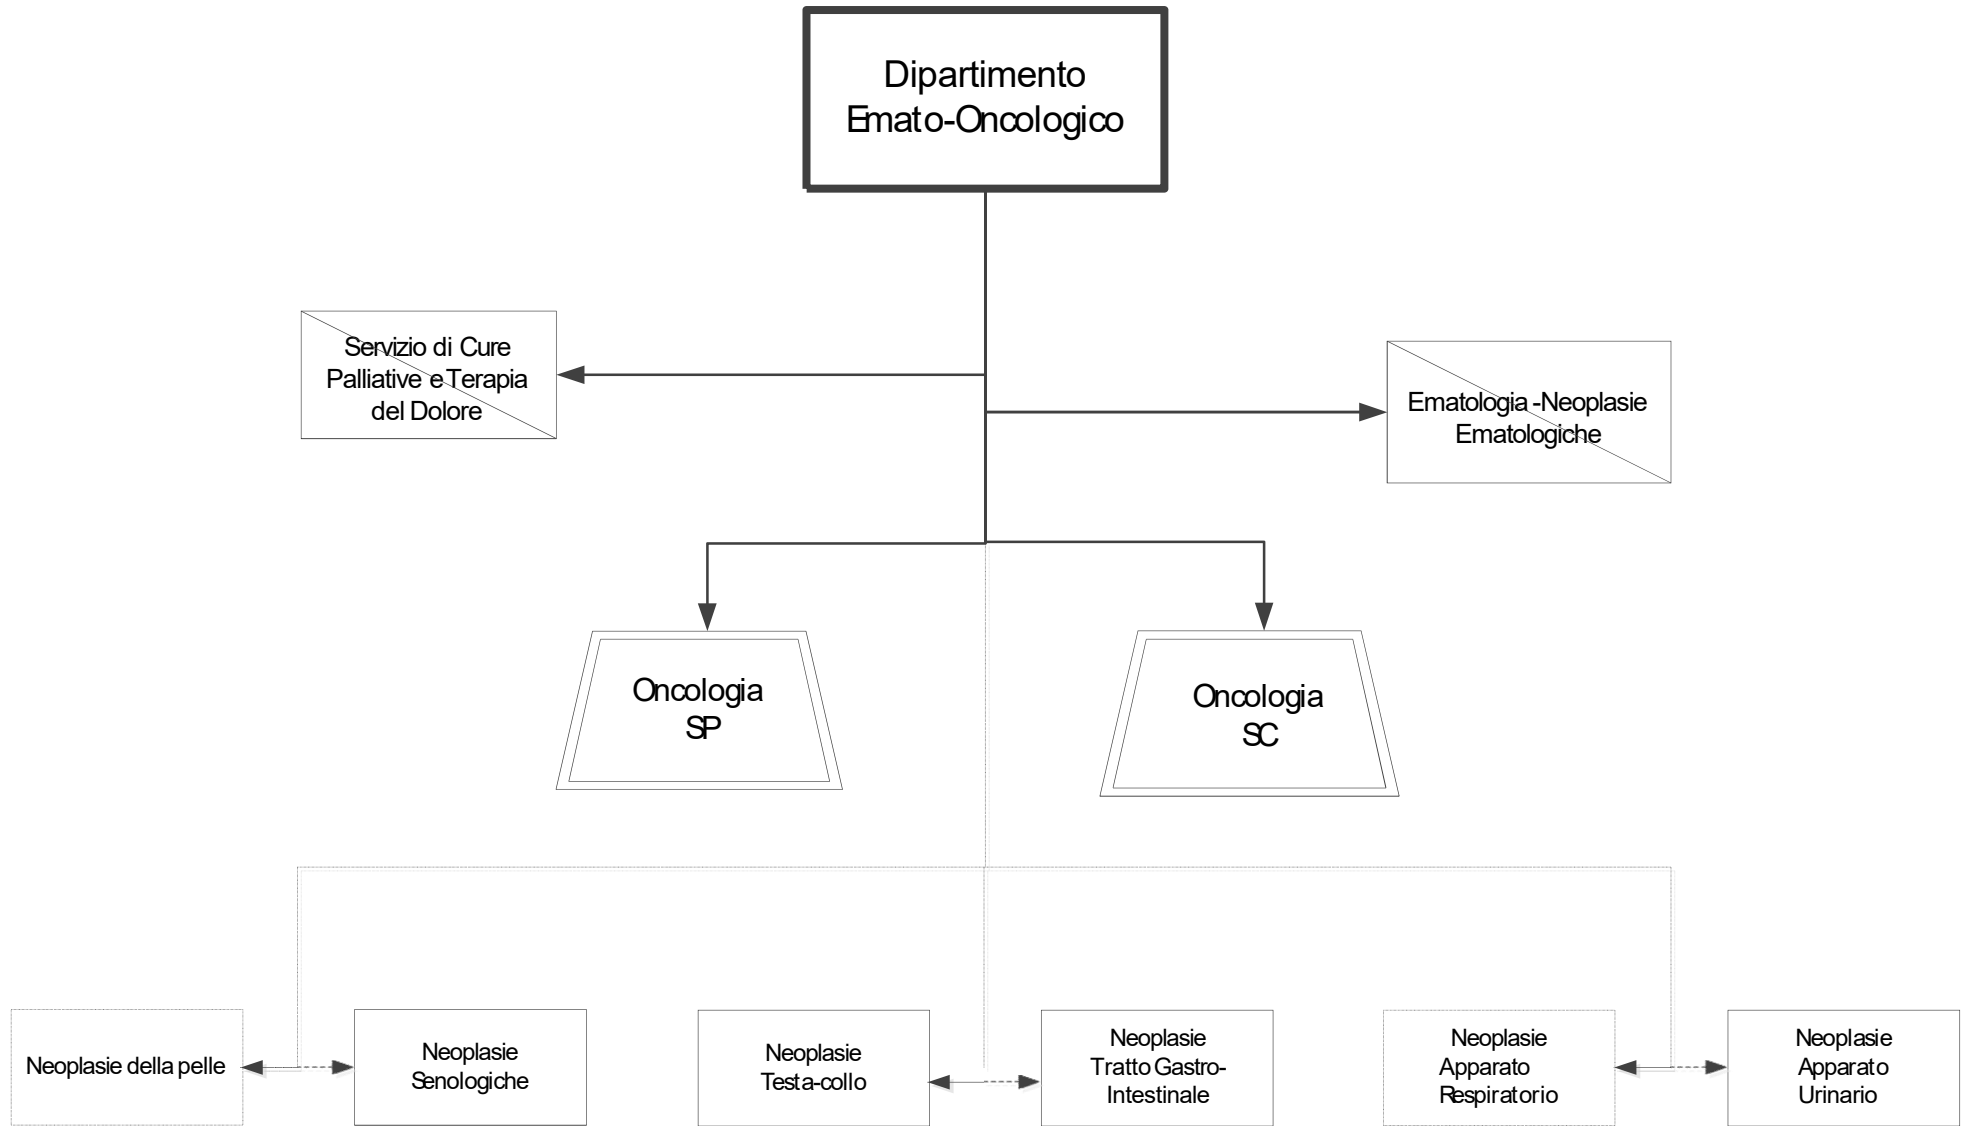 Dipartimento
Emato-Oncologico
Servizio di Cure
Palliative e Terapia
del Dolore
Ematologia -Neoplasie
Ematologiche
Oncologia
SP
Oncologia
SC
Neoplasie della pelle
Neoplasie
Senologiche
Neoplasie
Testa-collo
Neoplasie
Tratto Gastro-
Intestinale
Neoplasie
Apparato
Respiratorio
Neoplasie
Apparato
Urinario